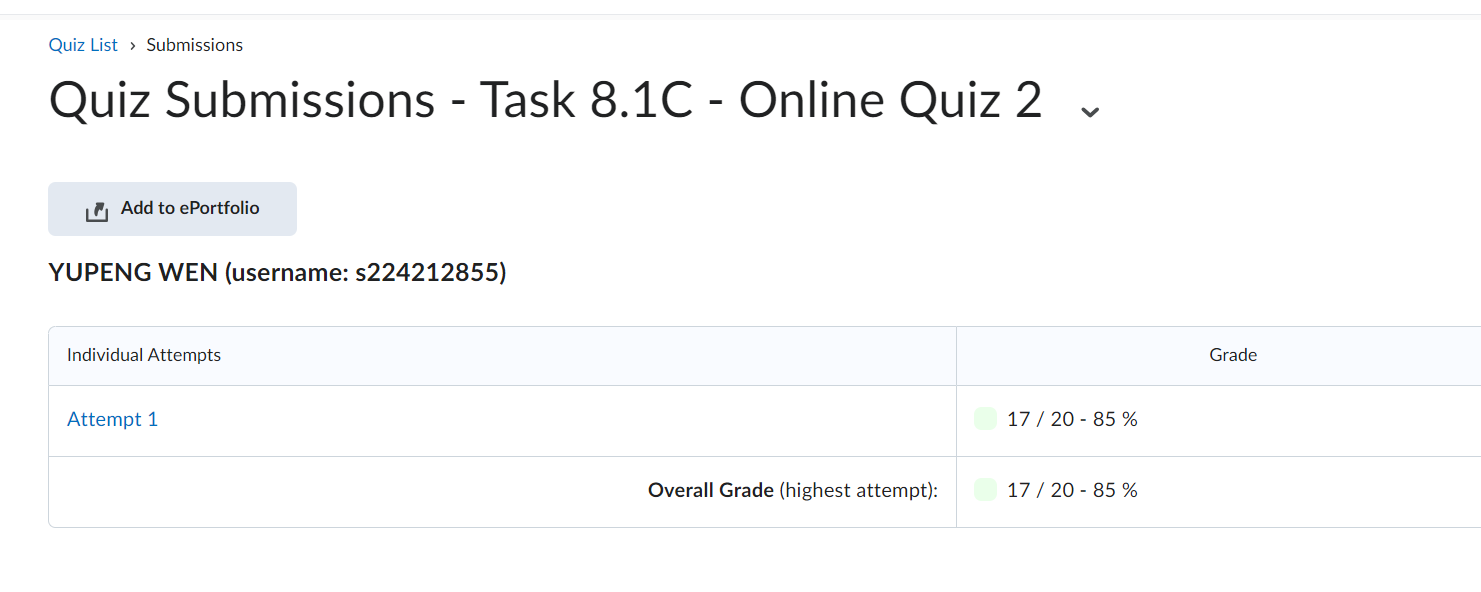 Quiz List › Submissions
Quiz Submissions - Task 8.1C - Online Quiz 2
Add to ePortfolio
YUPENG WEN (username: s224212855)
Individual Attempts Grade
Attempt 1 17 / 20 - 85 %
Overall Grade (highest attempt): 17 / 20 - 85 %